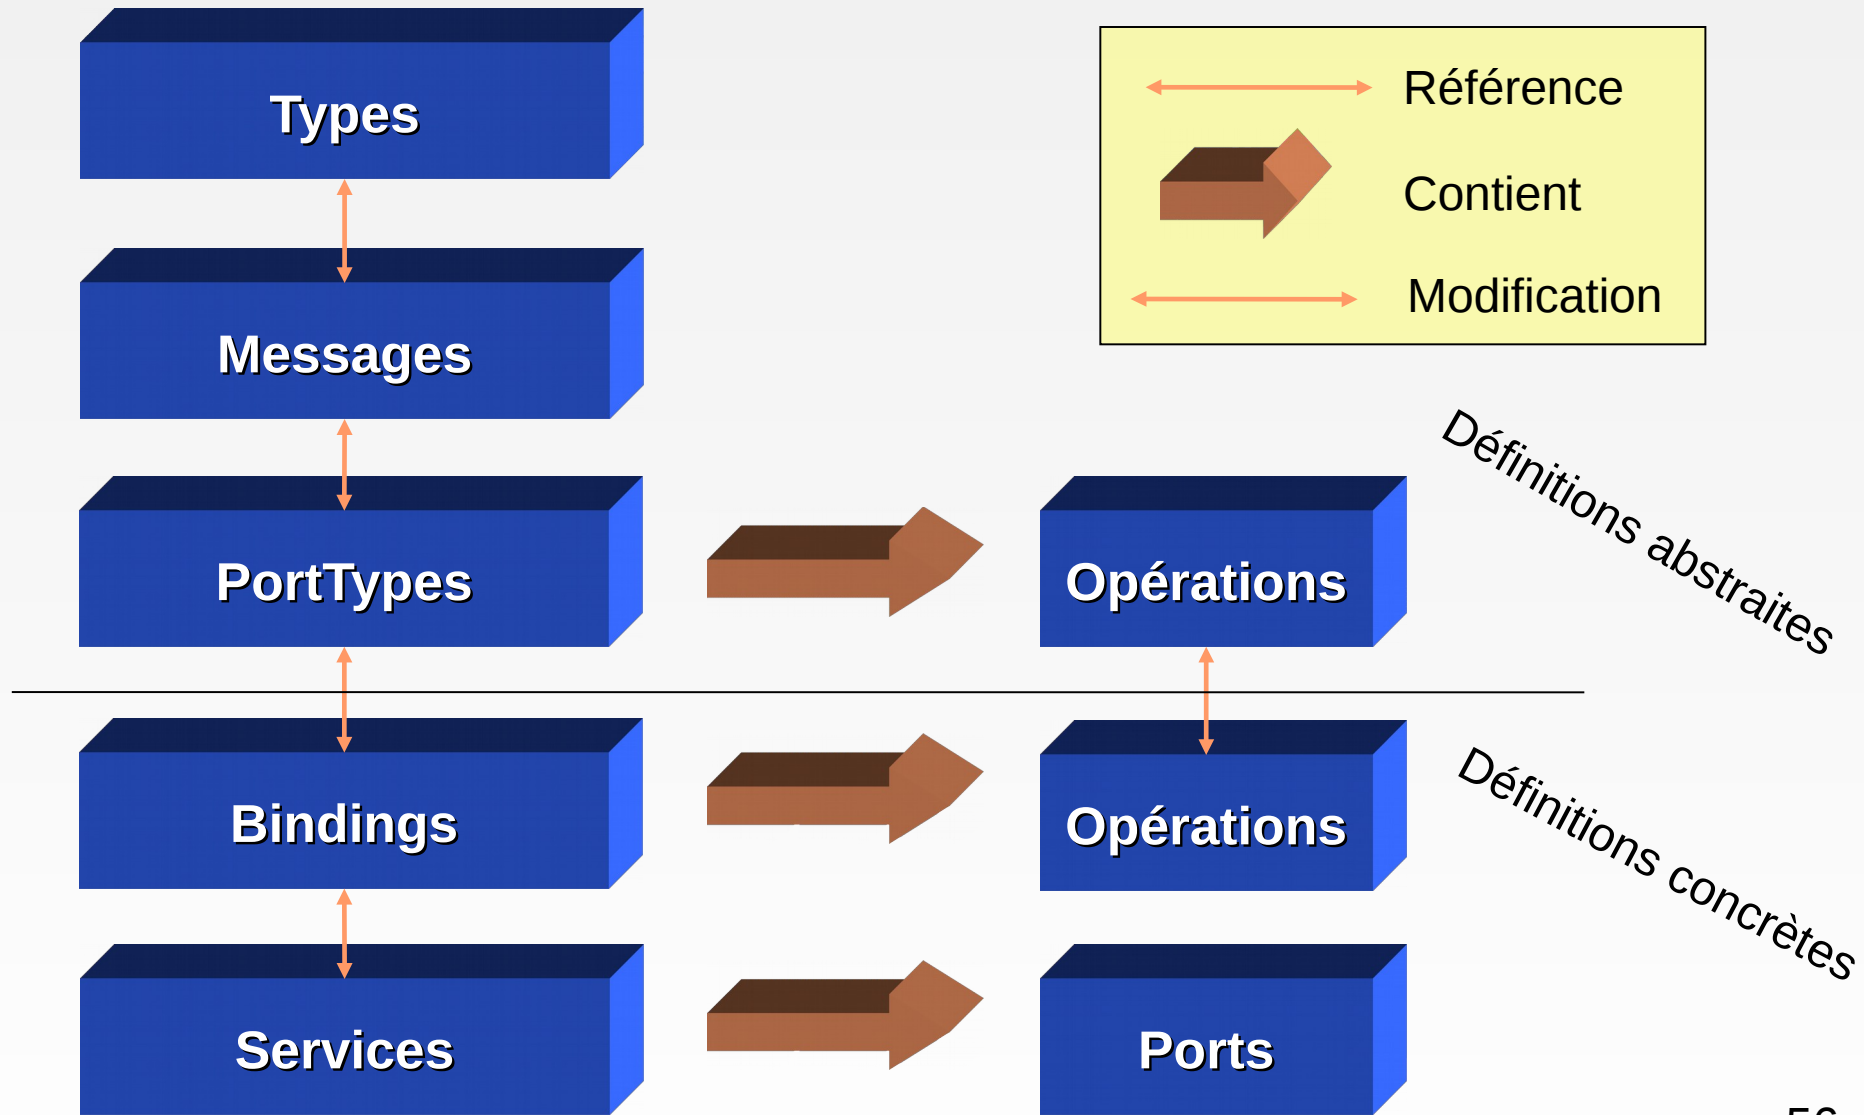 Types
Référence
Contient
Modification
Messages
PortTypes
Opérations
Définitions abstraites
Bindings
Opérations
Définitions concrètes
Services
Ports